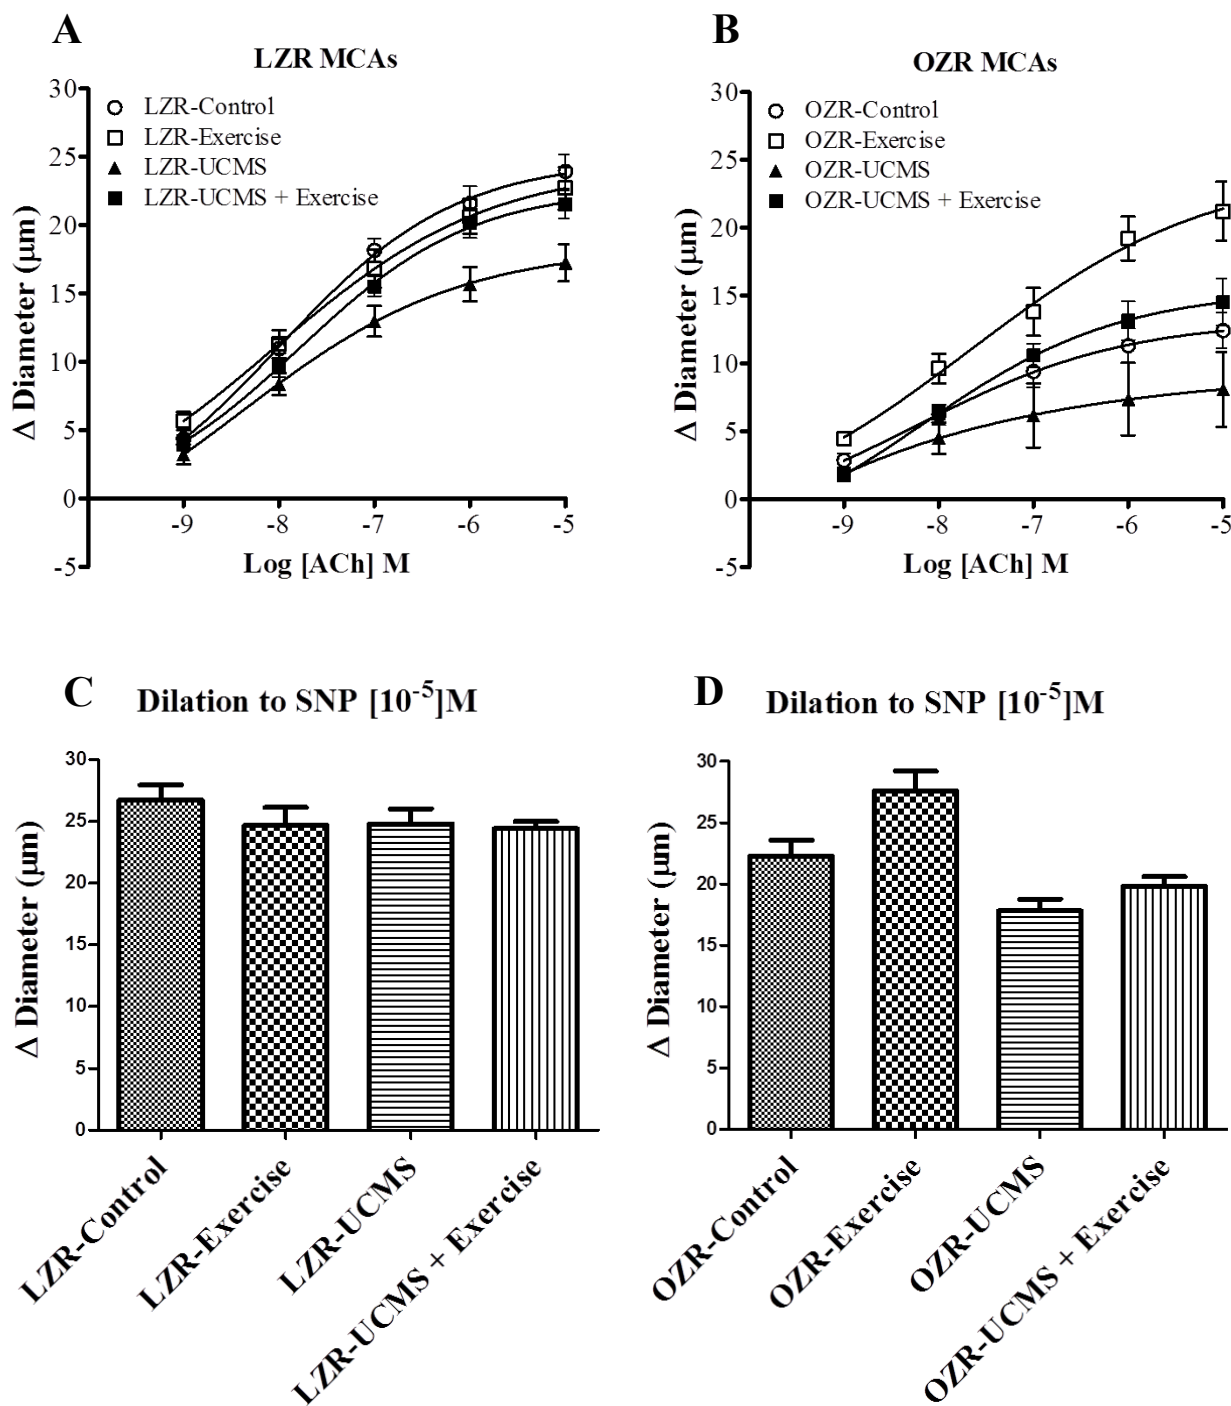 A
LZR MCAs
○ LZR-Control
□ LZR-Exercise
▲ LZR-UCMS
■ LZR-UCMS + Exercise
30
25
20
15
10
5
0
-5
Δ Diameter (μm)
-9 -8 -7 -6 -5
Log [ACh] M
B
OZR MCAs
○ OZR-Control
□ OZR-Exercise
▲ OZR-UCMS
■ OZR-UCMS + Exercise
30
25
20
15
10
5
0
-5
Δ Diameter (μm)
-9 -8 -7 -6 -5
Log [ACh] M
C
Dilation to SNP [10⁻⁵]M
30
25
20
15
10
5
0
Δ Diameter (μm)
LZR-Control
LZR-Exercise
LZR-UCMS
LZR-UCMS + Exercise
D
Dilation to SNP [10⁻⁵]M
30
25
20
15
10
5
0
Δ Diameter (μm)
OZR-Control
OZR-Exercise
OZR-UCMS
OZR-UCMS + Exercise